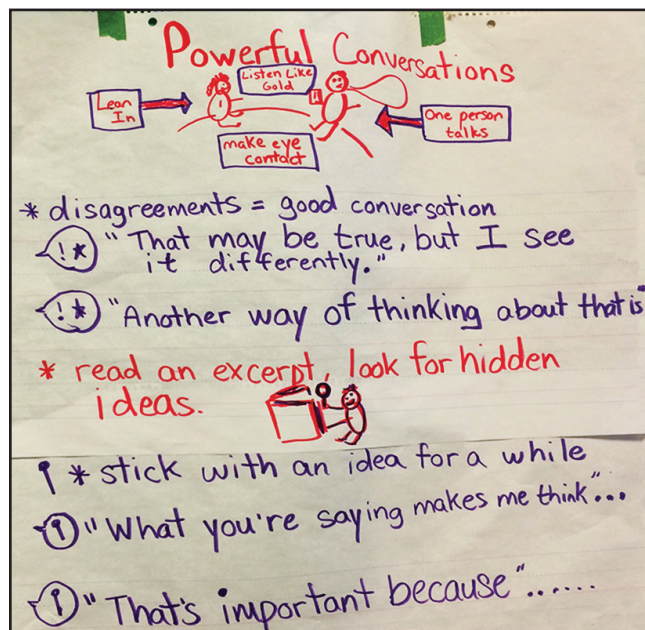 Powerful Conversations
Listen Like
Gold
Lean
In
One person
talks
make eye
contact
* disagreements = good conversation
!* "That may be true, but I see
it differently."
!* "Another way of thinking about that is"
* read an excerpt, look for hidden
ideas.
* stick with an idea for a while
"What you're saying makes me think"...
"That's important because"......